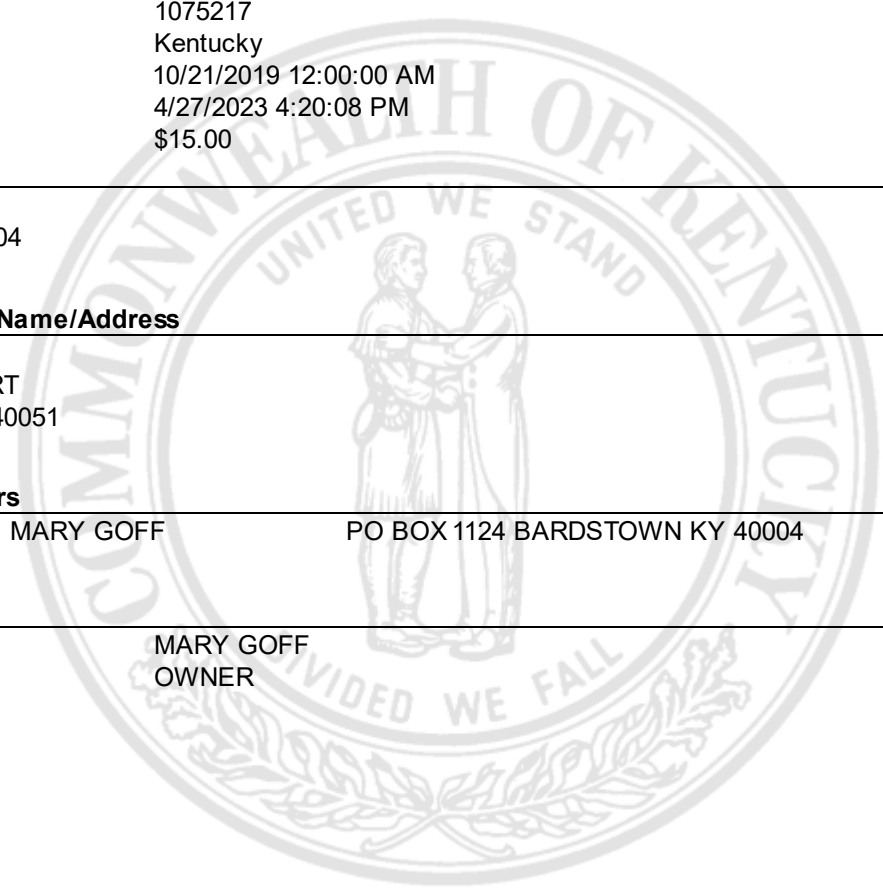 1075217
Kentucky
10/21/2019 12:00:00 AM
4/27/2023 4:20:08 PM
$15.00
04
Name/Address
RT
40051
rs
MARY GOFF PO BOX 1124 BARDSTOWN KY 40004
MARY GOFF
OWNER
COMMONWEALTH OF KENTUCKY
UNITED WE STAND
DIVIDED WE FALL